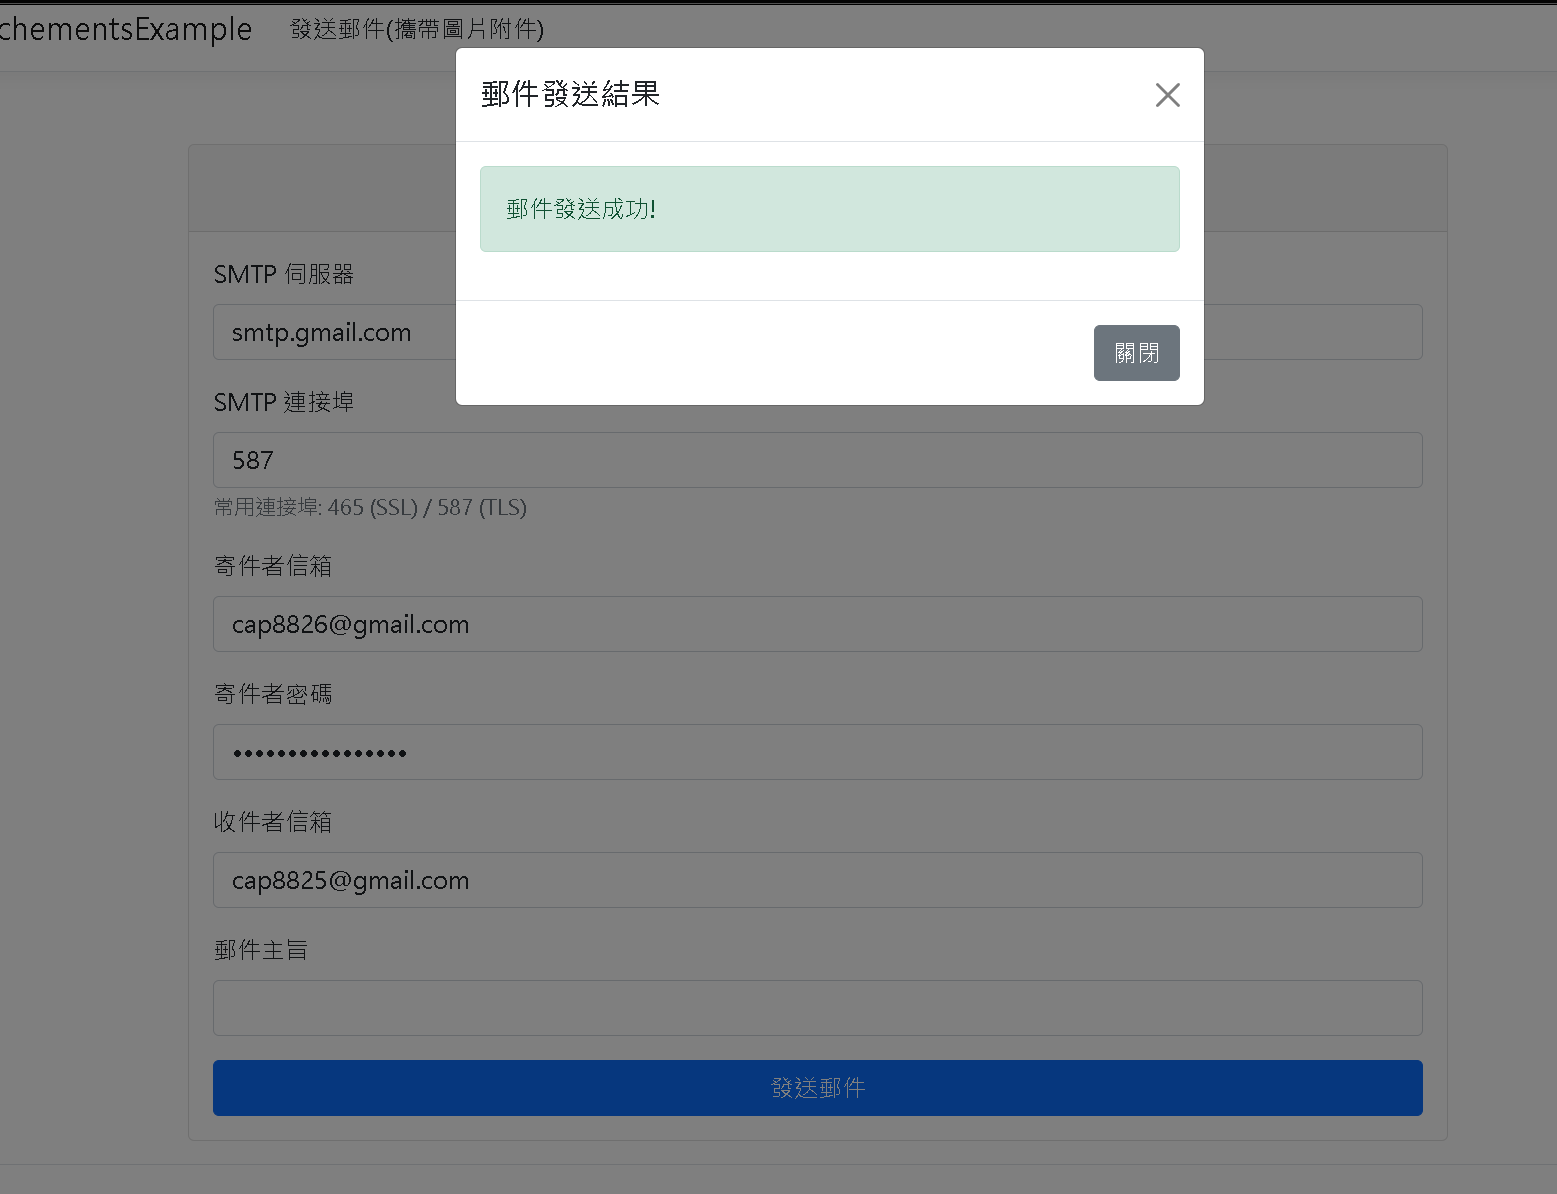 chementsExample 發送郵件(攜帶圖片附件)
郵件發送結果
郵件發送成功!
關閉
SMTP 伺服器
smtp.gmail.com
SMTP 連接埠
587
常用連接埠: 465 (SSL) / 587 (TLS)
寄件者信箱
cap8826@gmail.com
寄件者密碼
••••••••••••••••
收件者信箱
cap8825@gmail.com
郵件主旨
發送郵件